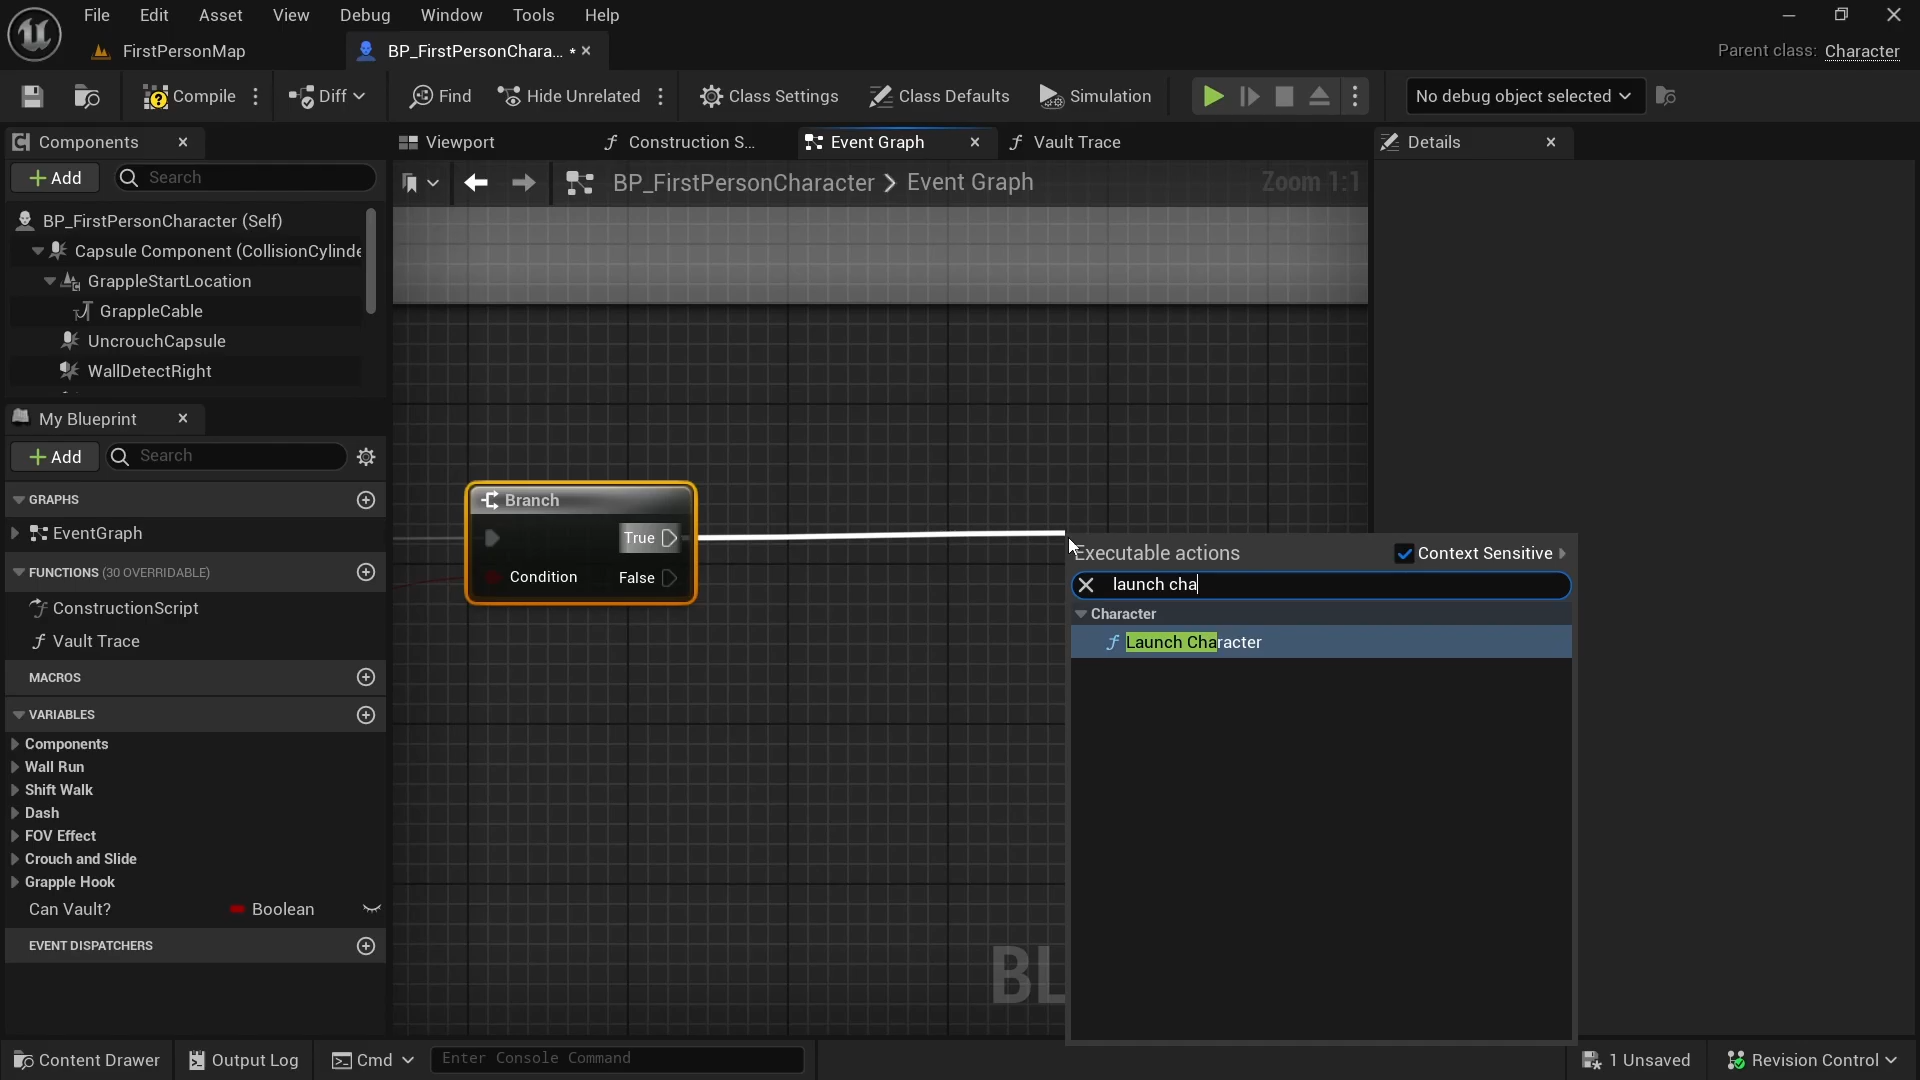 File Edit Asset View Debug Window Tools Help
FirstPersonMap
BP_FirstPersonChara... *
Parent class: Character
Compile
Diff
Find
Hide Unrelated
Class Settings
Class Defaults
Simulation
No debug object selected
Components
Viewport
Construction S...
Event Graph
Vault Trace
Details
Add
Search
BP_FirstPersonCharacter > Event Graph
Zoom 1:1
BP_FirstPersonCharacter (Self)
Capsule Component (CollisionCylinde
GrappleStartLocation
GrappleCable
UncrouchCapsule
WallDetectRight
My Blueprint
Add
Search
GRAPHS
EventGraph
FUNCTIONS (30 OVERRIDABLE)
ConstructionScript
Vault Trace
MACROS
VARIABLES
Components
Wall Run
Shift Walk
Dash
FOV Effect
Crouch and Slide
Grapple Hook
Can Vault? Boolean
EVENT DISPATCHERS
Branch
True
Condition False
Executable actions
Context Sensitive
launch cha
Character
Launch Character
BL
Content Drawer
Output Log
Cmd
Enter Console Command
1 Unsaved
Revision Control